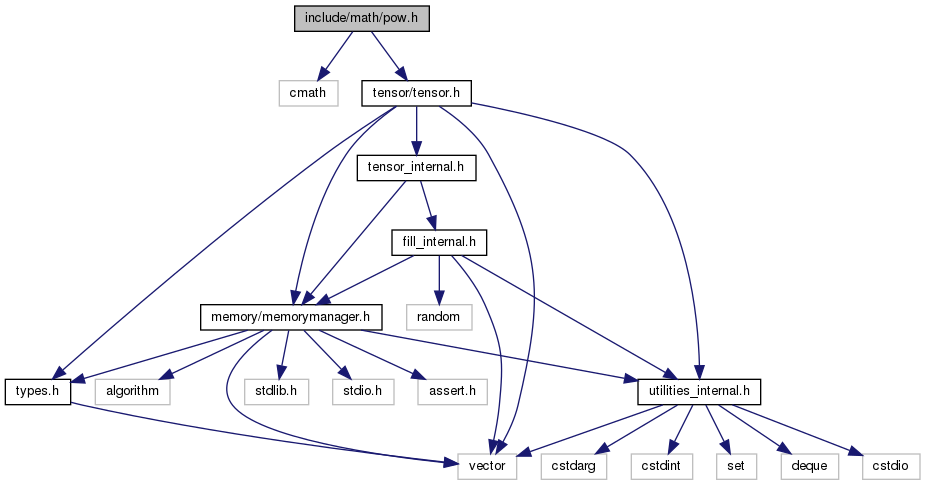 include/math/pow.h
cmath
tensor/tensor.h
tensor_internal.h
fill_internal.h
memory/memorymanager.h
random
types.h
algorithm
stdlib.h
stdio.h
assert.h
utilities_internal.h
vector
cstdarg
cstdint
set
deque
cstdio